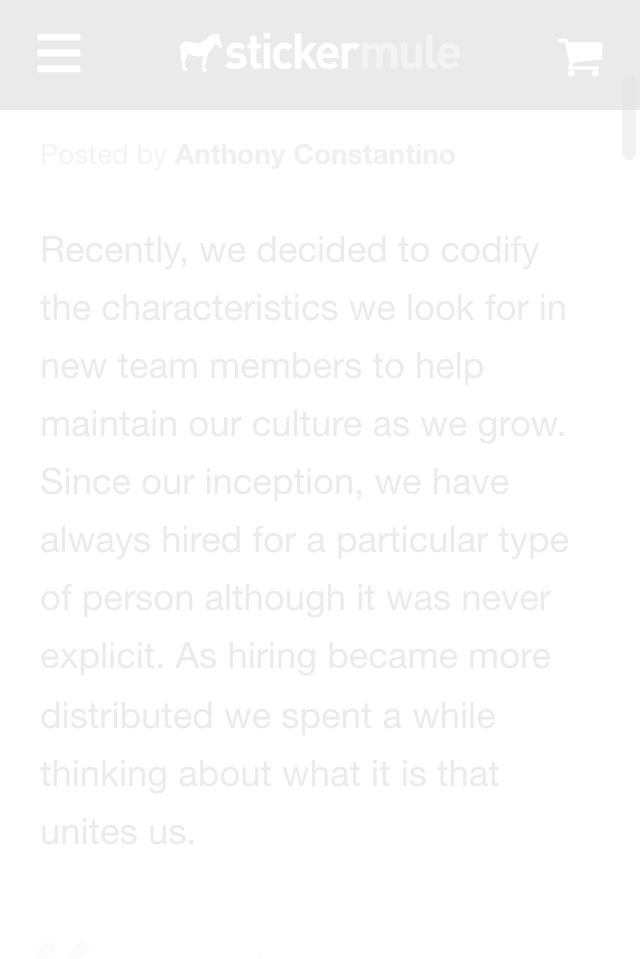 stickermule
Posted by Anthony Constantino
Recently, we decided to codify
the characteristics we look for in
new team members to help
maintain our culture as we grow.
Since our inception, we have
always hired for a particular type
of person although it was never
explicit. As hiring became more
distributed we spent a while
thinking about what it is that
unites us.
“